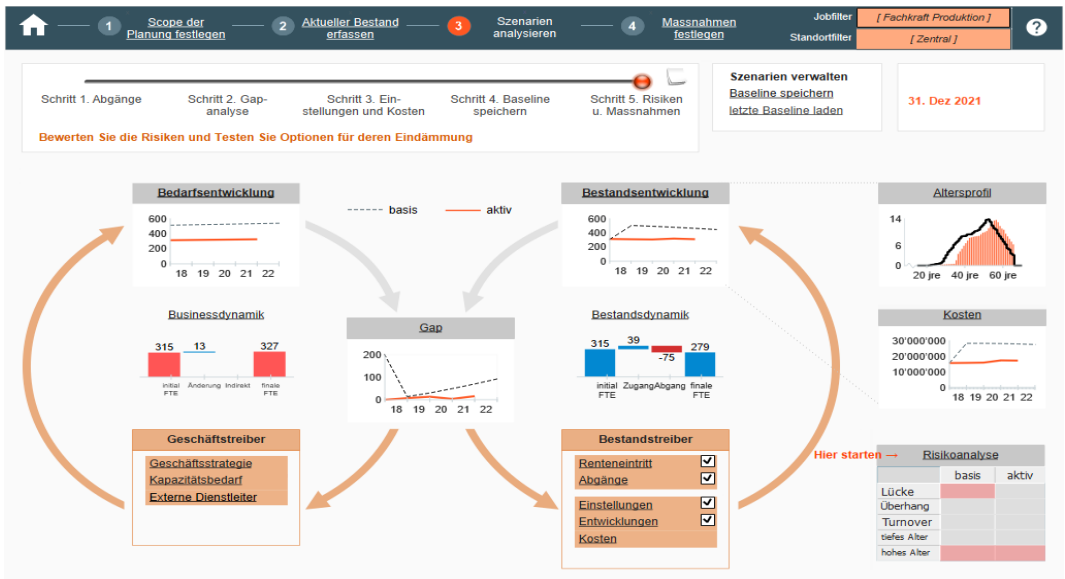 1 Scope der Planung festlegen
2 Aktueller Bestand erfassen
3 Szenarien analysieren
4 Massnahmen festlegen
Jobfilter [ Fachkraft Produktion ]
Standortfilter [ Zentral ]
?
Schritt 1. Abgänge
Schritt 2. Gap-
analyse
Schritt 3. Ein-
stellungen und Kosten
Schritt 4. Baseline
speichern
Schritt 5. Risiken
u. Massnahmen
Bewerten Sie die Risiken und Testen Sie Optionen für deren Eindämmung
Szenarien verwalten
Baseline speichern
letzte Baseline laden
31. Dez 2021
Bedarfsentwicklung
600
400
200
0
18 19 20 21 22
basis
aktiv
Bestandsentwicklung
600
400
200
0
18 19 20 21 22
Altersprofil
14
6
0
20 jre 40 jre 60 jre
Businessdynamik
315 13 327
initial FTE
Änderung
Indirekt
finale FTE
Gap
200
100
0
18 19 20 21 22
Bestandsdynamik
315 39 -75 279
initial FTE
Zugang
Abgang
finale FTE
Kosten
30'000'000
20'000'000
10'000'000
0
18 19 20 21 22
Geschäftstreiber
Geschäftsstrategie
Kapazitätsbedarf
Externe Dienstleiter
Bestandstreiber
Renteneintritt
Abgänge
Einstellungen
Entwicklungen
Kosten
Hier starten →
Risikoanalyse
basis aktiv
Lücke
Überhang
Turnover
tiefes Alter
hohes Alter